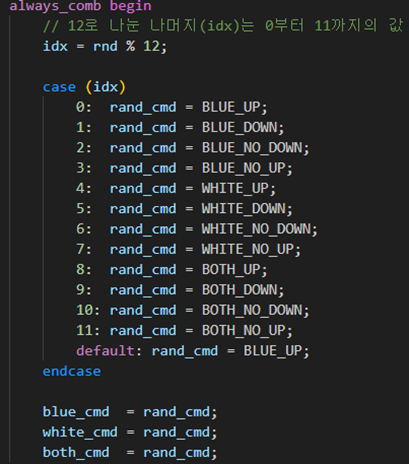 always_comb begin
// 12로 나눈 나머지(idx)는 0부터 11까지의 값
idx = rnd % 12;
case (idx)
0: rand_cmd = BLUE_UP;
1: rand_cmd = BLUE_DOWN;
2: rand_cmd = BLUE_NO_DOWN;
3: rand_cmd = BLUE_NO_UP;
4: rand_cmd = WHITE_UP;
5: rand_cmd = WHITE_DOWN;
6: rand_cmd = WHITE_NO_DOWN;
7: rand_cmd = WHITE_NO_UP;
8: rand_cmd = BOTH_UP;
9: rand_cmd = BOTH_DOWN;
10: rand_cmd = BOTH_NO_DOWN;
11: rand_cmd = BOTH_NO_UP;
default: rand_cmd = BLUE_UP;
endcase
blue_cmd = rand_cmd;
white_cmd = rand_cmd;
both_cmd = rand_cmd;